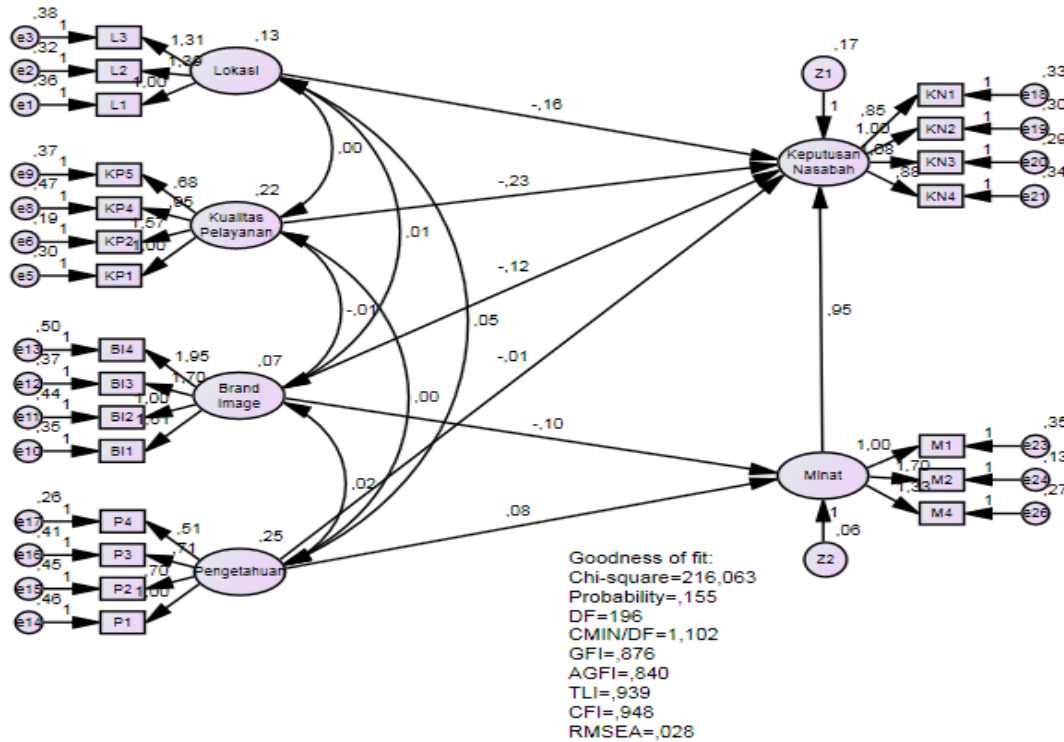 ,38
e3 1 L3 1,31
,32
e2 1 L2 1,39
,36
e1 1 L1 1,00
,13
Lokasi
,37
e9 1 KP5 ,68
,47
e8 1 KP4 ,95
,19
e6 1 KP2 1,57
,30
e5 1 KP1 1,00
,22
Kualitas
Pelayanan
,50
e13 1 BI4 1,95
,37
e12 1 BI3 1,70
,44
e11 1 BI2 1,00
,35
e10 1 BI1 1,01
,07
Brand
Image
,26
e17 1 P4 ,51
,41
e16 1 P3 ,71
,45
e15 1 P2 ,70
,46
e14 1 P1 1,00
,25
Pengetahuan
,00
,01
-,01
,05
,00
,02
-,16
-,23
-,12
-,01
-,10
,08
,95
,17
Z1
1
Keputusan
Nasabah
,33
,85 KN1 1 e18
,30
1,00 KN2 1 e19
,29
1,08 KN3 1 e20
,34
,88 KN4 1 e21
Minat
,35
1,00 M1 1 e23
,13
1,70 M2 1 e24
,27
1,33 M4 1 e26
1
,06
Z2
Goodness of fit:
Chi-square=216,063
Probability=,155
DF=196
CMIN/DF=1,102
GFI=,876
AGFI=,840
TLI=,939
CFI=,948
RMSEA=,028